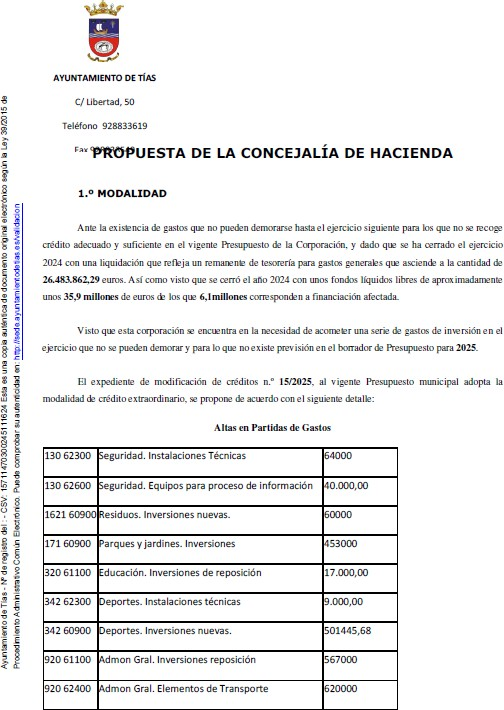 AYUNTAMIENTO DE TÍAS
C/ Libertad, 50
Teléfono 928833619
Fax
PROPUESTA DE LA CONCEJALÍA DE HACIENDA
1.º MODALIDAD
Ante la existencia de gastos que no pueden demorarse hasta el ejercicio siguiente para los que no se recoge
crédito adecuado y suficiente en el vigente Presupuesto de la Corporación, y dado que se ha cerrado el ejercicio
2024 con una liquidación que refleja un remanente de tesorería para gastos generales que asciende a la cantidad de
26.483.862,29 euros. Así como visto que se cerró el año 2024 con unos fondos líquidos libres de aproximadamente
unos 35,9 millones de euros de los que 6,1millones corresponden a financiación afectada.
Visto que esta corporación se encuentra en la necesidad de acometer una serie de gastos de inversión en el
ejercicio que no se pueden demorar y para lo que no existe previsión en el borrador de Presupuesto para 2025.
El expediente de modificación de créditos n.º 15/2025, al vigente Presupuesto municipal adopta la
modalidad de crédito extraordinario, se propone de acuerdo con el siguiente detalle:
Altas en Partidas de Gastos
130 62300 Seguridad. Instalaciones Técnicas 64000
130 62600 Seguridad. Equipos para proceso de información 40.000,00
1621 60900 Residuos. Inversiones nuevas. 60000
171 60900 Parques y jardines. Inversiones 453000
320 61100 Educación. Inversiones de reposición 17.000,00
342 62300 Deportes. Instalaciones técnicas 9.000,00
342 60900 Deportes. Inversiones nuevas. 501445,68
920 61100 Admon Gral. Inversiones reposición 567000
920 62400 Admon Gral. Elementos de Transporte 620000
Ayuntamiento de Tías - Nº de registro del : - CSV: 15711470300245111624 Esta es una copia auténtica de documento original electrónico según la Ley 39/2015 de
Procedimiento Administrativo Común Electrónico. Puede comprobar su autenticidad en: http://sede.ayuntamientodetias.es/validacion